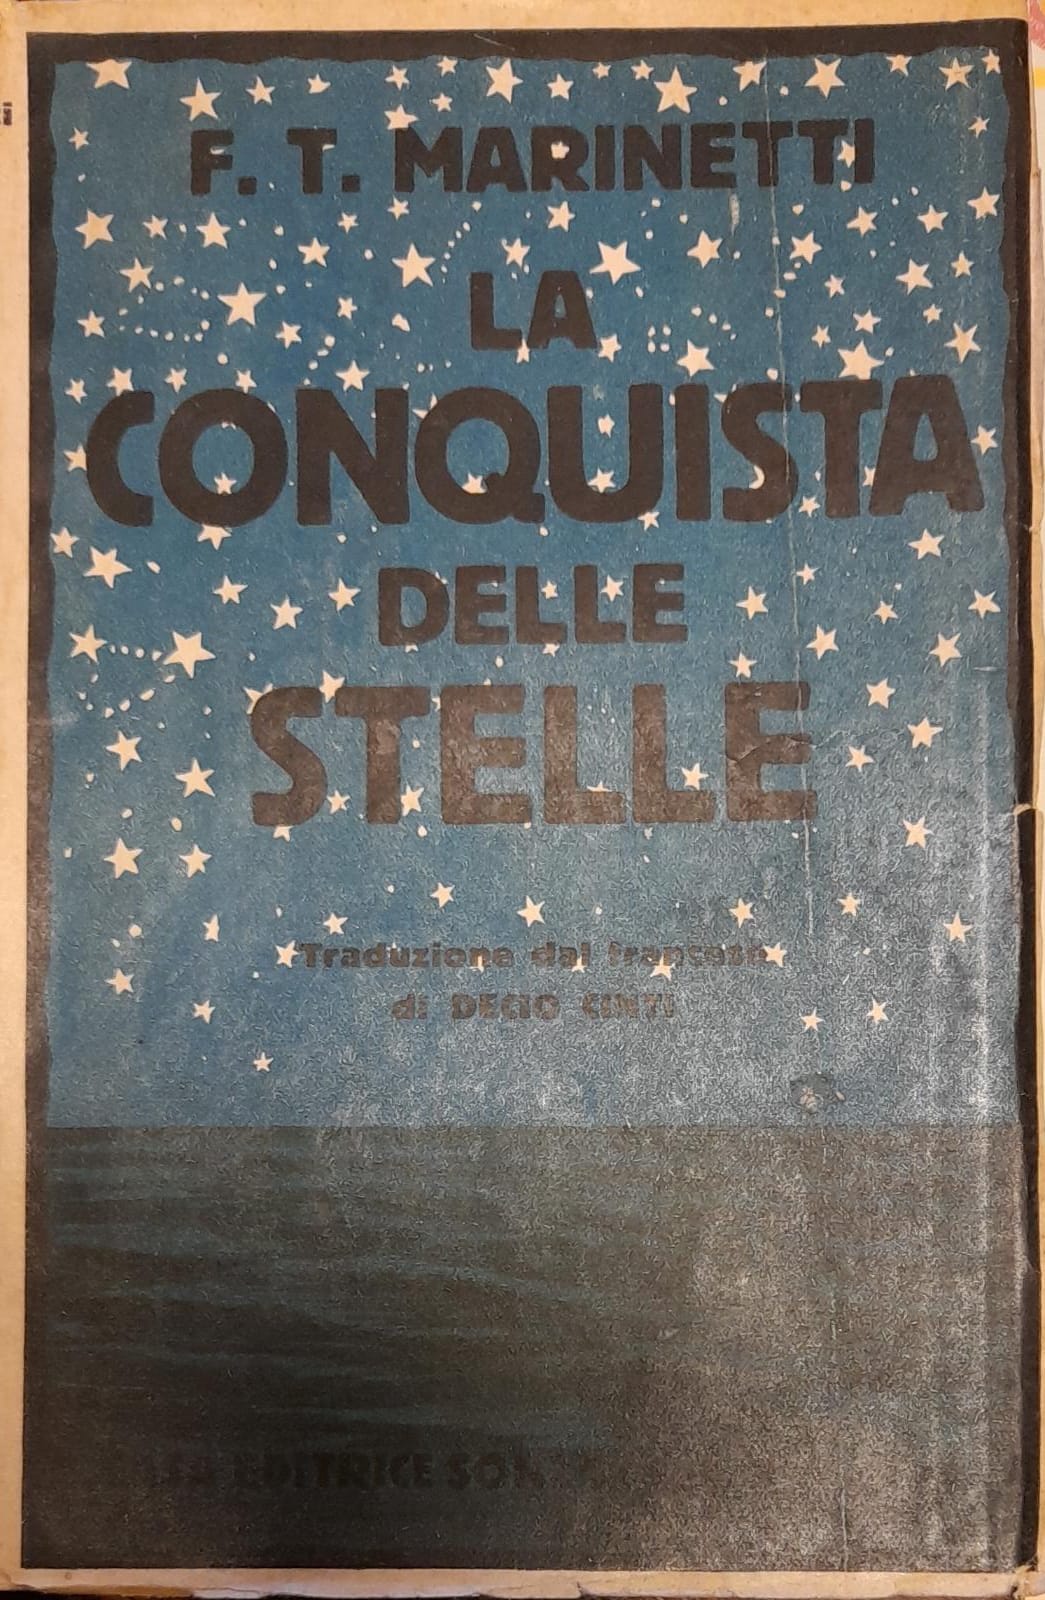 F. T. MARINETTI
LA
CONQUISTA
DELLE
STELLE
Traduzione dal francese
di DECIO CINTI
EDITRICE